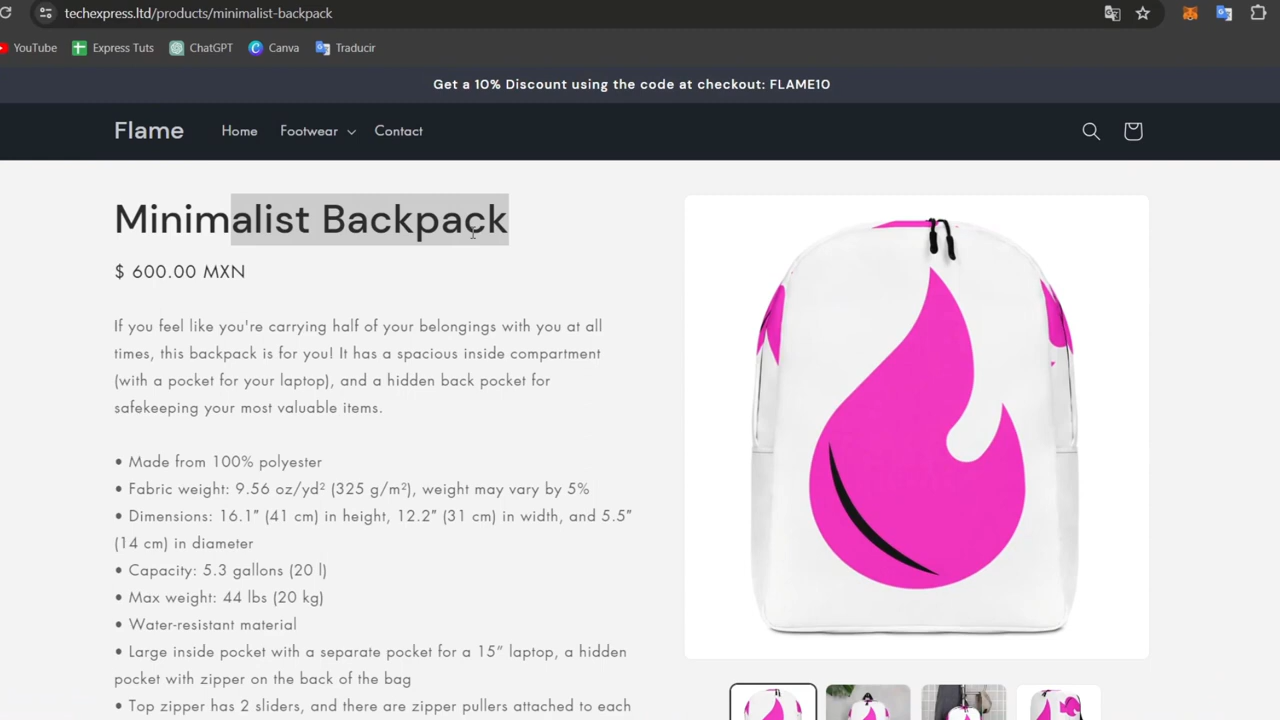 techexpress.ltd/products/minimalist-backpack
YouTube Express Tuts ChatGPT Canva Traducir
Get a 10% Discount using the code at checkout: FLAME10
Flame Home Footwear Contact
Minimalist Backpack
$ 600.00 MXN
If you feel like you're carrying half of your belongings with you at all
times, this backpack is for you! It has a spacious inside compartment
(with a pocket for your laptop), and a hidden back pocket for
safekeeping your most valuable items.
• Made from 100% polyester
• Fabric weight: 9.56 oz/yd² (325 g/m²), weight may vary by 5%
• Dimensions: 16.1″ (41 cm) in height, 12.2″ (31 cm) in width, and 5.5″
(14 cm) in diameter
• Capacity: 5.3 gallons (20 l)
• Max weight: 44 lbs (20 kg)
• Water-resistant material
• Large inside pocket with a separate pocket for a 15” laptop, a hidden
pocket with zipper on the back of the bag
• Top zipper has 2 sliders, and there are zipper pullers attached to each